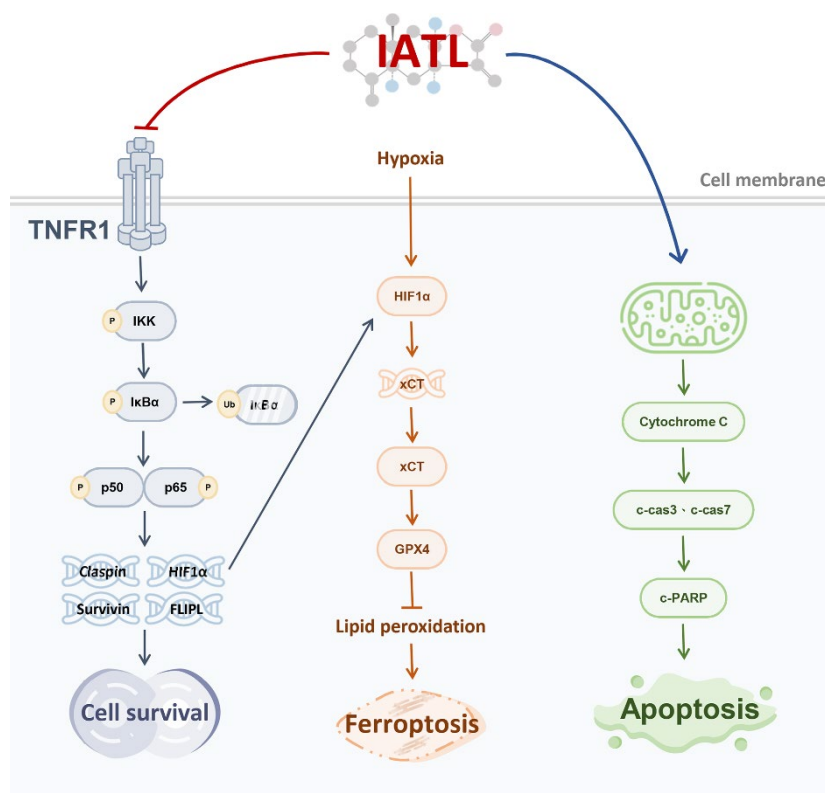 IATL
Hypoxia
Cell membrane
TNFR1
P IKK
HIF1α
P IκBα
Ub IκBα
xCT
Cytochrome C
P p50 p65 P
xCT
c-cas3、c-cas7
GPX4
Claspin HIF1α
Survivin FLIPL
c-PARP
Lipid peroxidation
Cell survival
Ferroptosis
Apoptosis